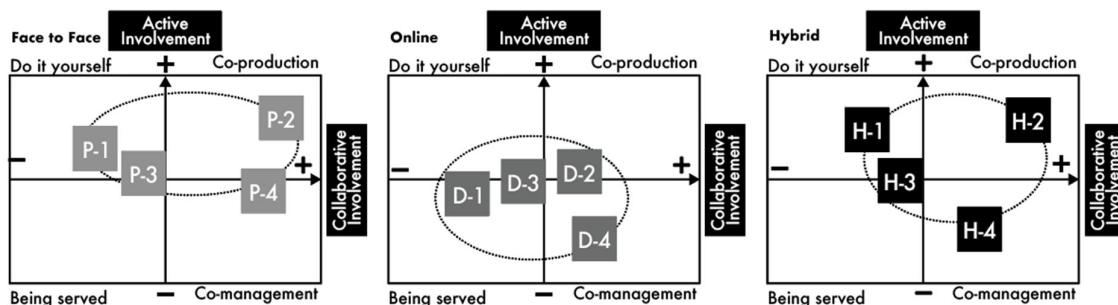 Face to Face
Active
Involvement
Do it yourself
+
Co-production
P-1
P-2
P-3
P-4
−
+
Collaborative
Involvement
Being served
−
Co-management
Online
Active
Involvement
Do it yourself
+
Co-production
D-1
D-3
D-2
D-4
−
+
Collaborative
Involvement
Being served
−
Co-management
Hybrid
Active
Involvement
Do it yourself
+
Co-production
H-1
H-2
H-3
H-4
−
+
Collaborative
Involvement
Being served
−
Co-management